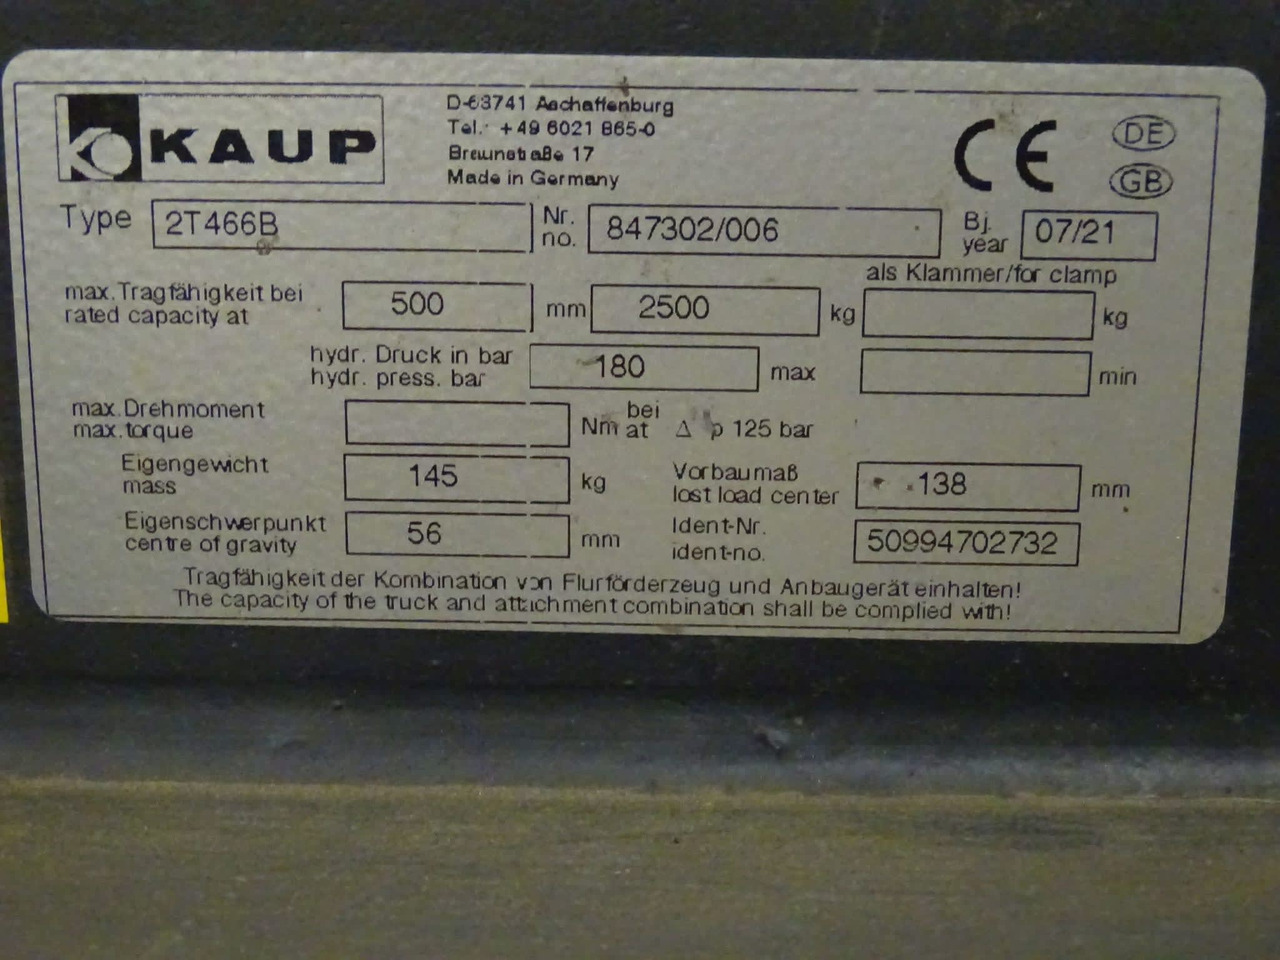 KAUP
D-63741 Aschaffenburg
Tel.: +49 6021 865-0
Braunstraße 17
Made in Germany
CE
DE
GB
Type 2T466B Nr. no. 847302/006 Bj. year 07/21
als Klammer/for clamp
max.Tragfähigkeit bei
rated capacity at 500 mm 2500 kg kg
hydr. Druck in bar
hydr. press. bar 180 max min
max.Drehmoment
max.torque Nm bei at Δ p 125 bar
Eigengewicht
mass 145 kg
Vorbaumaß
lost load center 138 mm
Eigenschwerpunkt
centre of gravity 56 mm
Ident-Nr.
ident-no. 50994702732
Tragfähigkeit der Kombination von Flurförderzeug und Anbaugerät einhalten!
The capacity of the truck and attachment combination shall be complied with!